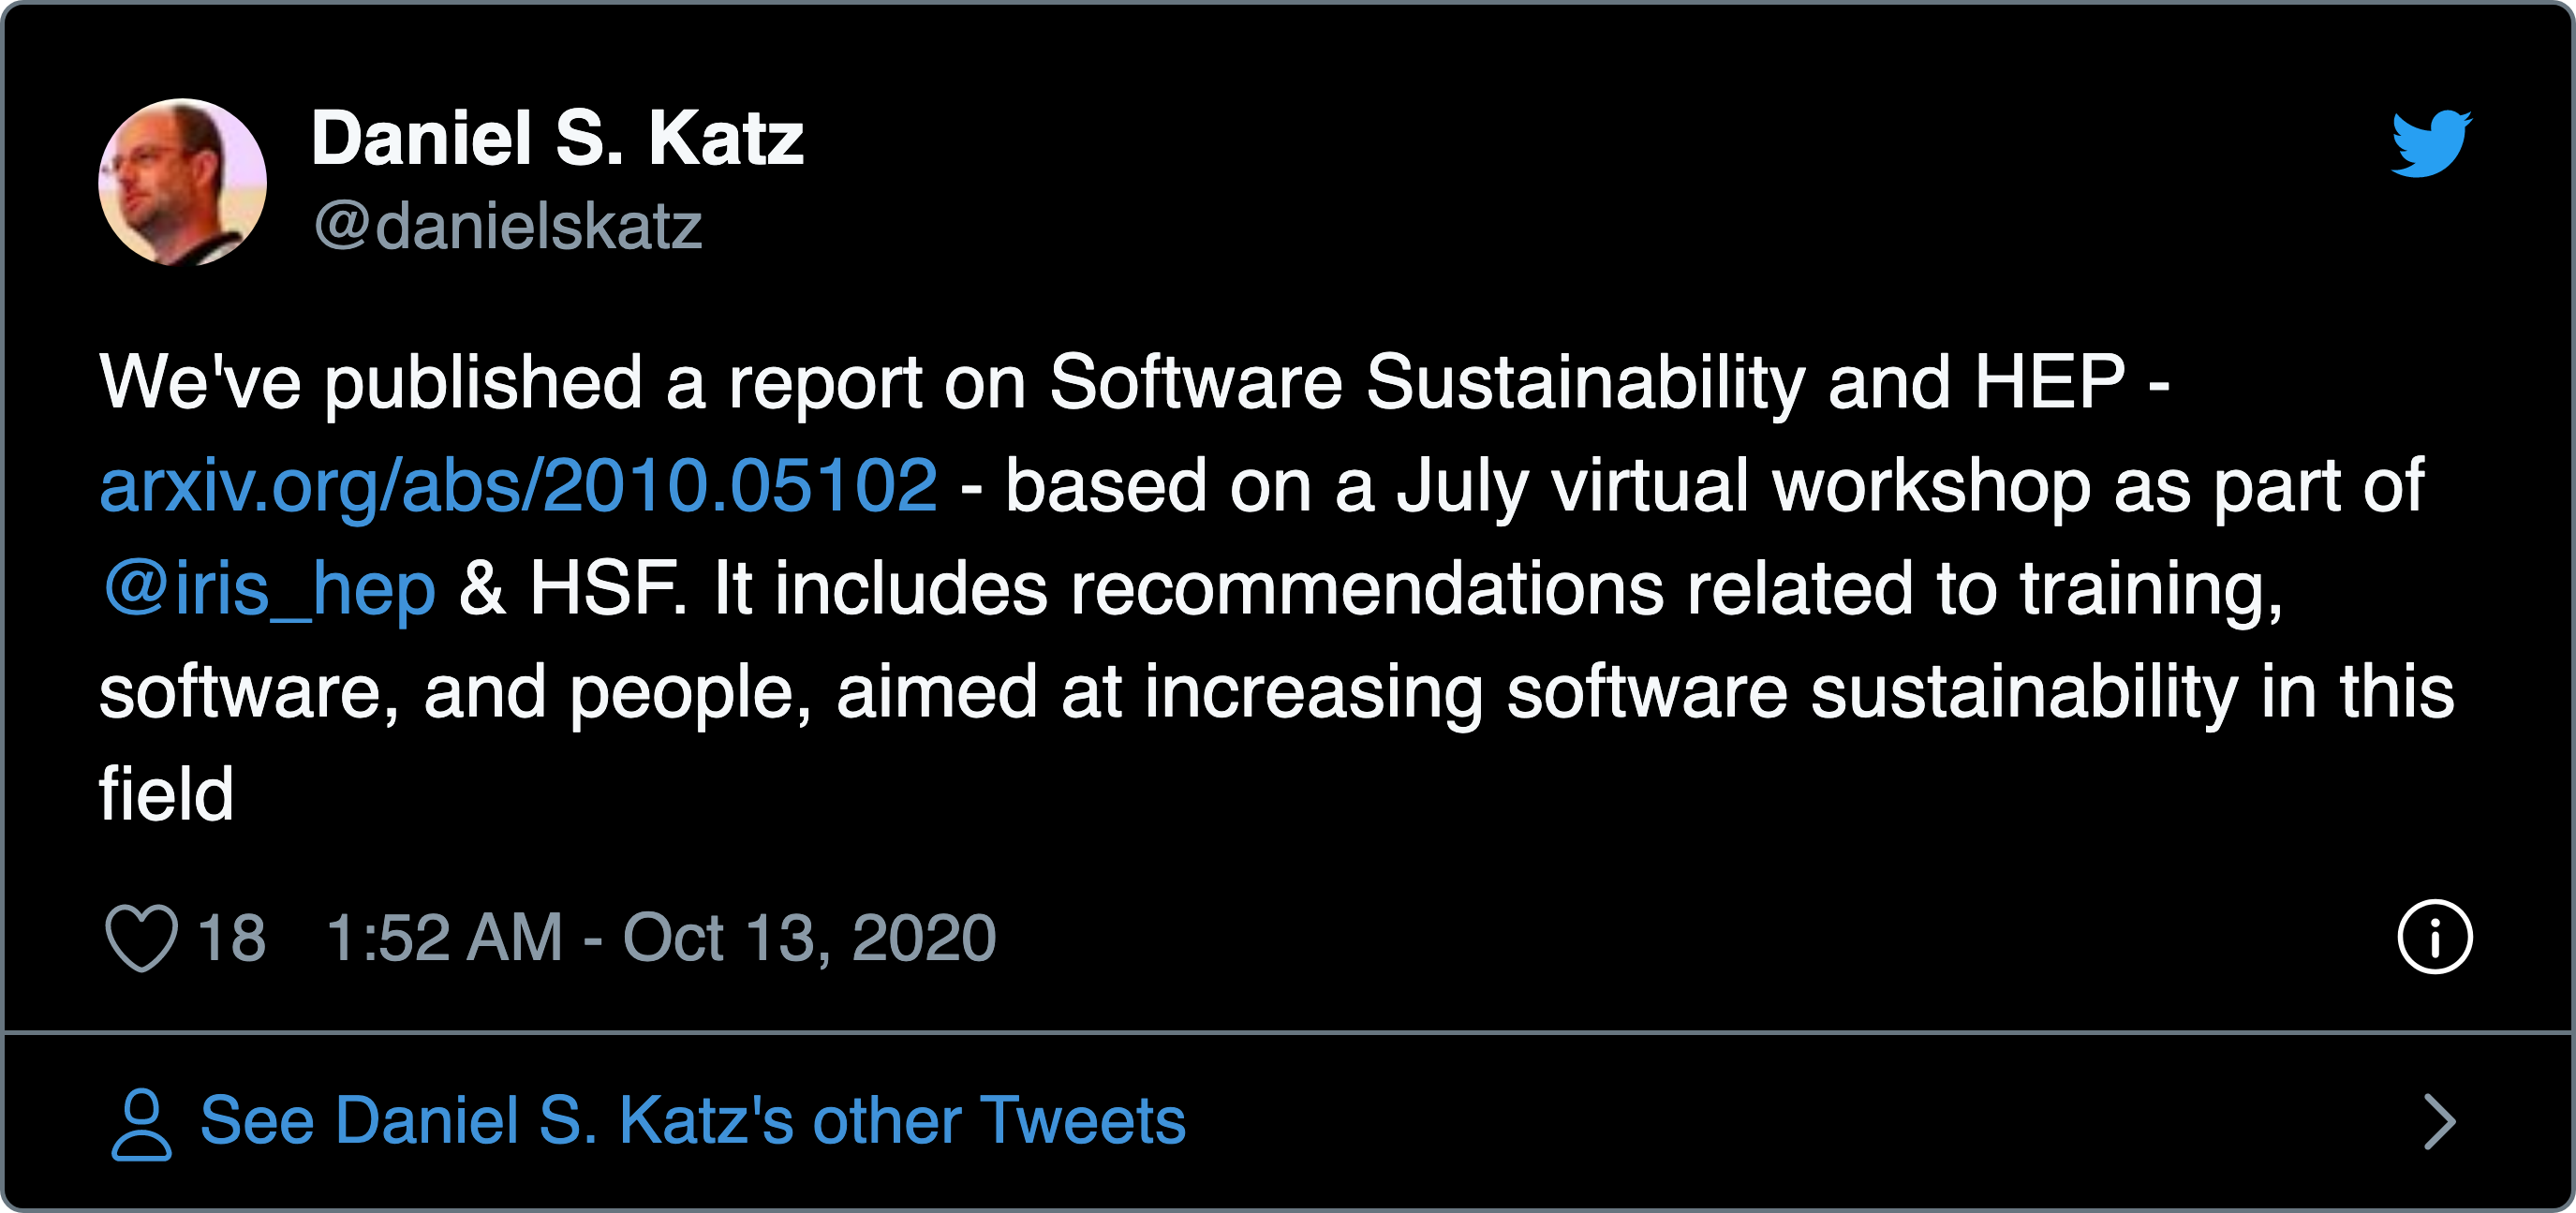 Daniel S. Katz
@danielskatz
We've published a report on Software Sustainability and HEP -
arxiv.org/abs/2010.05102 - based on a July virtual workshop as part of
@iris_hep & HSF. It includes recommendations related to training,
software, and people, aimed at increasing software sustainability in this
field
18 1:52 AM - Oct 13, 2020
See Daniel S. Katz's other Tweets